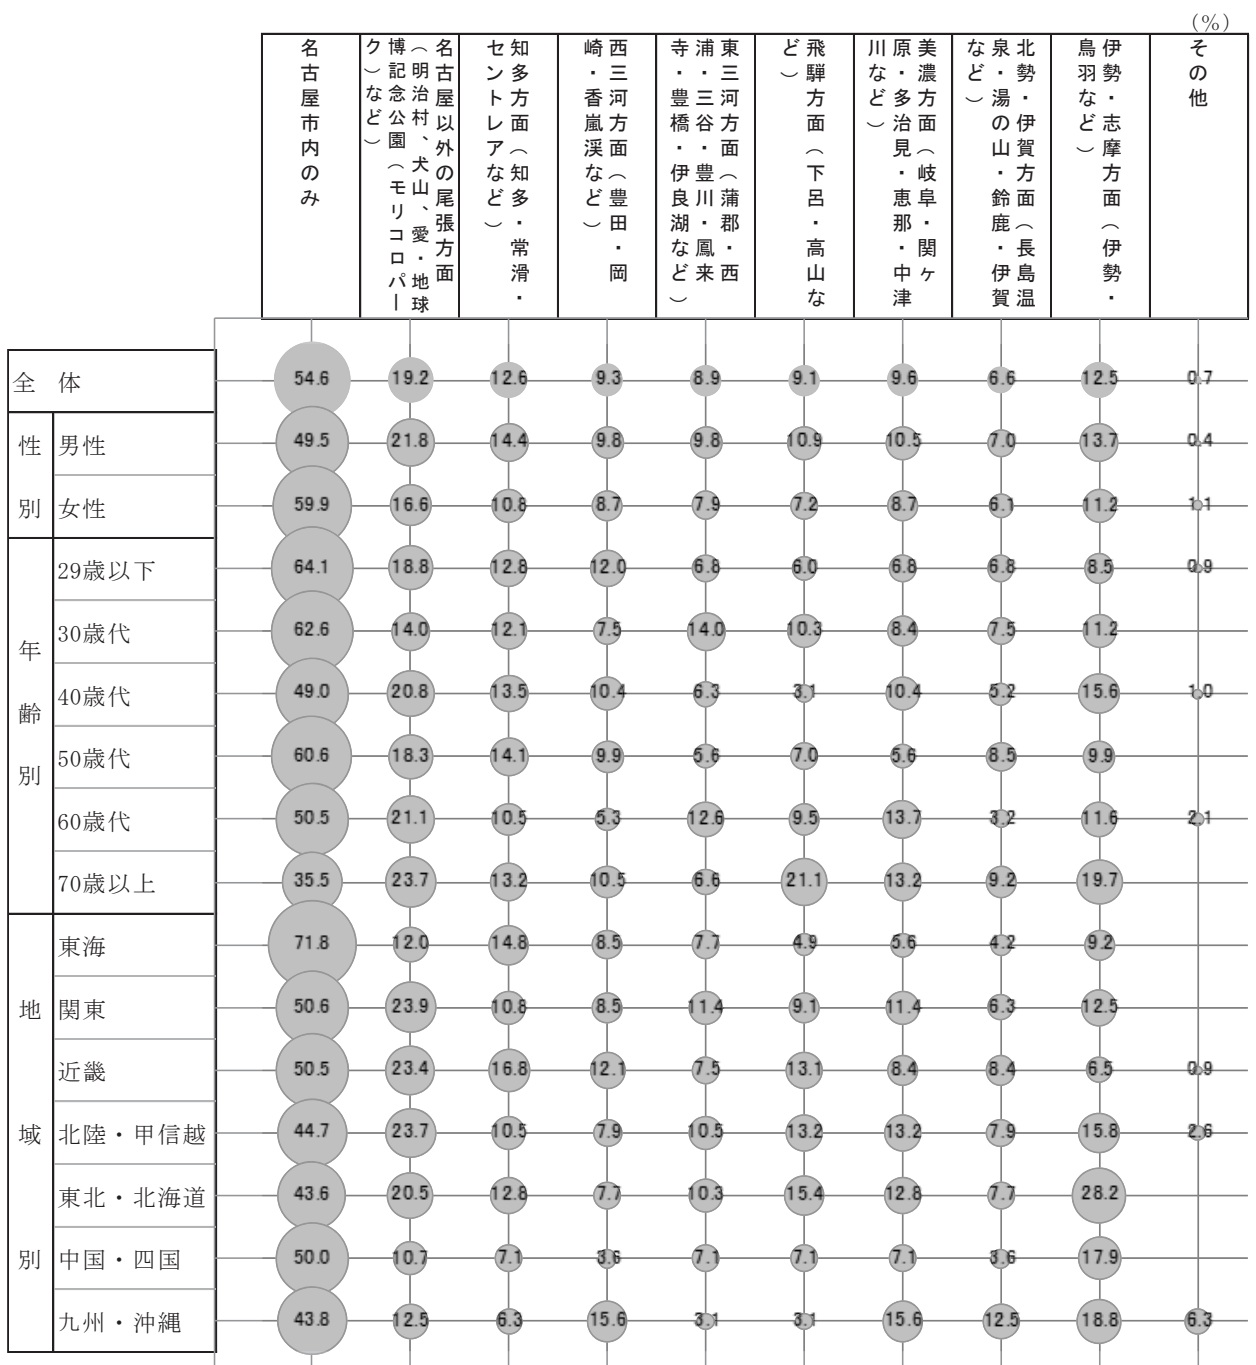 (%)
名古屋市内のみ
名古屋以外の尾張方面
（明治村、犬山、愛・地球
博記念公園（モリコロパー
ク）など）
知多方面（知多・常滑・
セントレアなど）
西三河方面（豊田・岡
崎・香嵐渓など）
東三河方面（蒲郡・西
浦・三谷・豊川・鳳来
寺・豊橋・伊良湖など）
飛騨方面（下呂・高山な
ど）
美濃方面（岐阜・関ヶ
原・多治見・恵那・中津
川など）
北勢・伊賀方面（長島温
泉・湯の山・鈴鹿・伊賀
など）
伊勢・志摩方面（伊勢・
鳥羽など）
その他
全 体 54.6 19.2 12.6 9.3 8.9 9.1 9.6 6.6 12.5 0.7
性別
男性 49.5 21.8 14.4 9.8 9.8 10.9 10.5 7.0 13.7 0.4
女性 59.9 16.6 10.8 8.7 7.9 7.2 8.7 6.1 11.2 1.1
年齢別
29歳以下 64.1 18.8 12.8 12.0 6.8 6.0 6.8 6.8 8.5 0.9
30歳代 62.6 14.0 12.1 7.5 14.0 10.3 8.4 7.5 11.2
40歳代 49.0 20.8 13.5 10.4 6.3 3.1 10.4 5.2 15.6 1.0
50歳代 60.6 18.3 14.1 9.9 5.6 7.0 5.6 8.5 9.9
60歳代 50.5 21.1 10.5 5.3 12.6 9.5 13.7 3.2 11.6 2.1
70歳以上 35.5 23.7 13.2 10.5 6.6 21.1 13.2 9.2 19.7
地域別
東海 71.8 12.0 14.8 8.5 7.7 4.9 5.6 4.2 9.2
関東 50.6 23.9 10.8 8.5 11.4 9.1 11.4 6.3 12.5
近畿 50.5 23.4 16.8 12.1 7.5 13.1 8.4 8.4 6.5 0.9
北陸・甲信越 44.7 23.7 10.5 7.9 10.5 13.2 13.2 7.9 15.8 2.6
東北・北海道 43.6 20.5 12.8 7.7 10.3 15.4 12.8 7.7 28.2
中国・四国 50.0 10.7 7.1 3.6 7.1 7.1 7.1 3.6 17.9
九州・沖縄 43.8 12.5 6.3 15.6 3.1 3.1 15.6 12.5 18.8 6.3